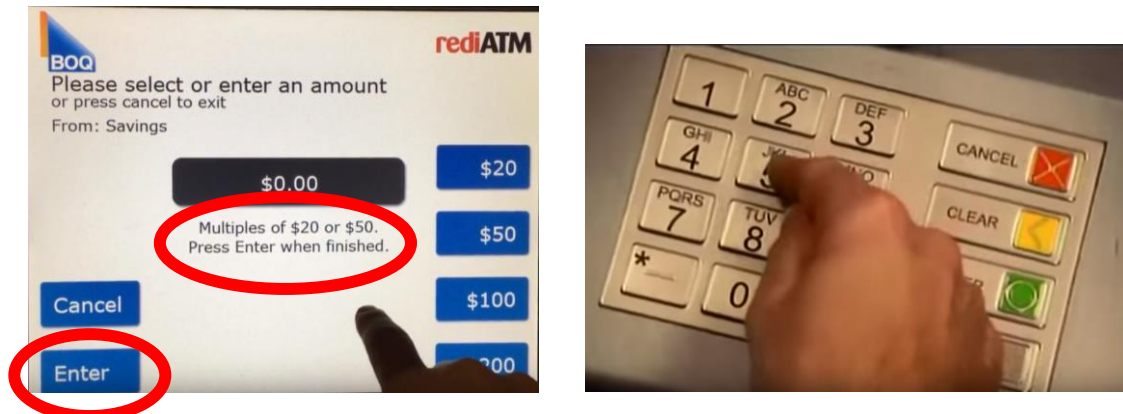 BOQ
rediATM
Please select or enter an amount
or press cancel to exit
From: Savings
$0.00
Multiples of $20 or $50.
Press Enter when finished.
$20
$50
$100
Cancel
Enter
1
ABC
2
DEF
3
CANCEL
GHI
4
5
CLEAR
PQRS
7
TUV
8
*
0